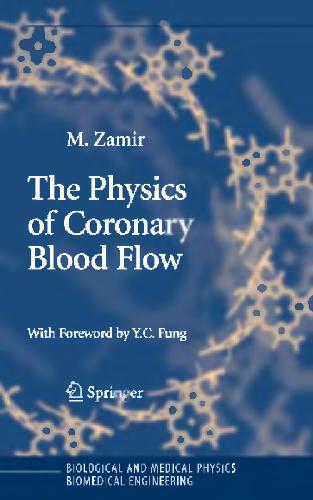 M. Zamir
The Physics
of Coronary
Blood Flow
With Foreword by Y.C. Fung
Springer
BIOLOGICAL AND MEDICAL PHYSICS
BIOMEDICAL ENGINEERING